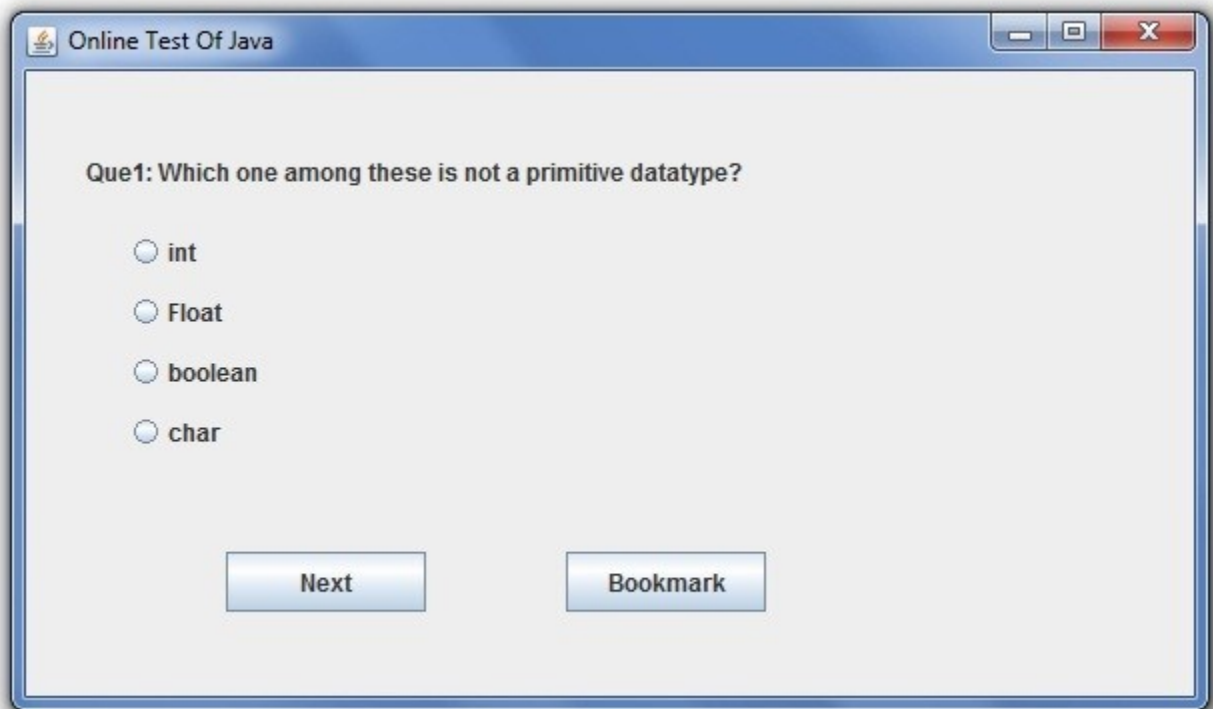 Online Test Of Java
Que1: Which one among these is not a primitive datatype?
int
Float
boolean
char
Next Bookmark